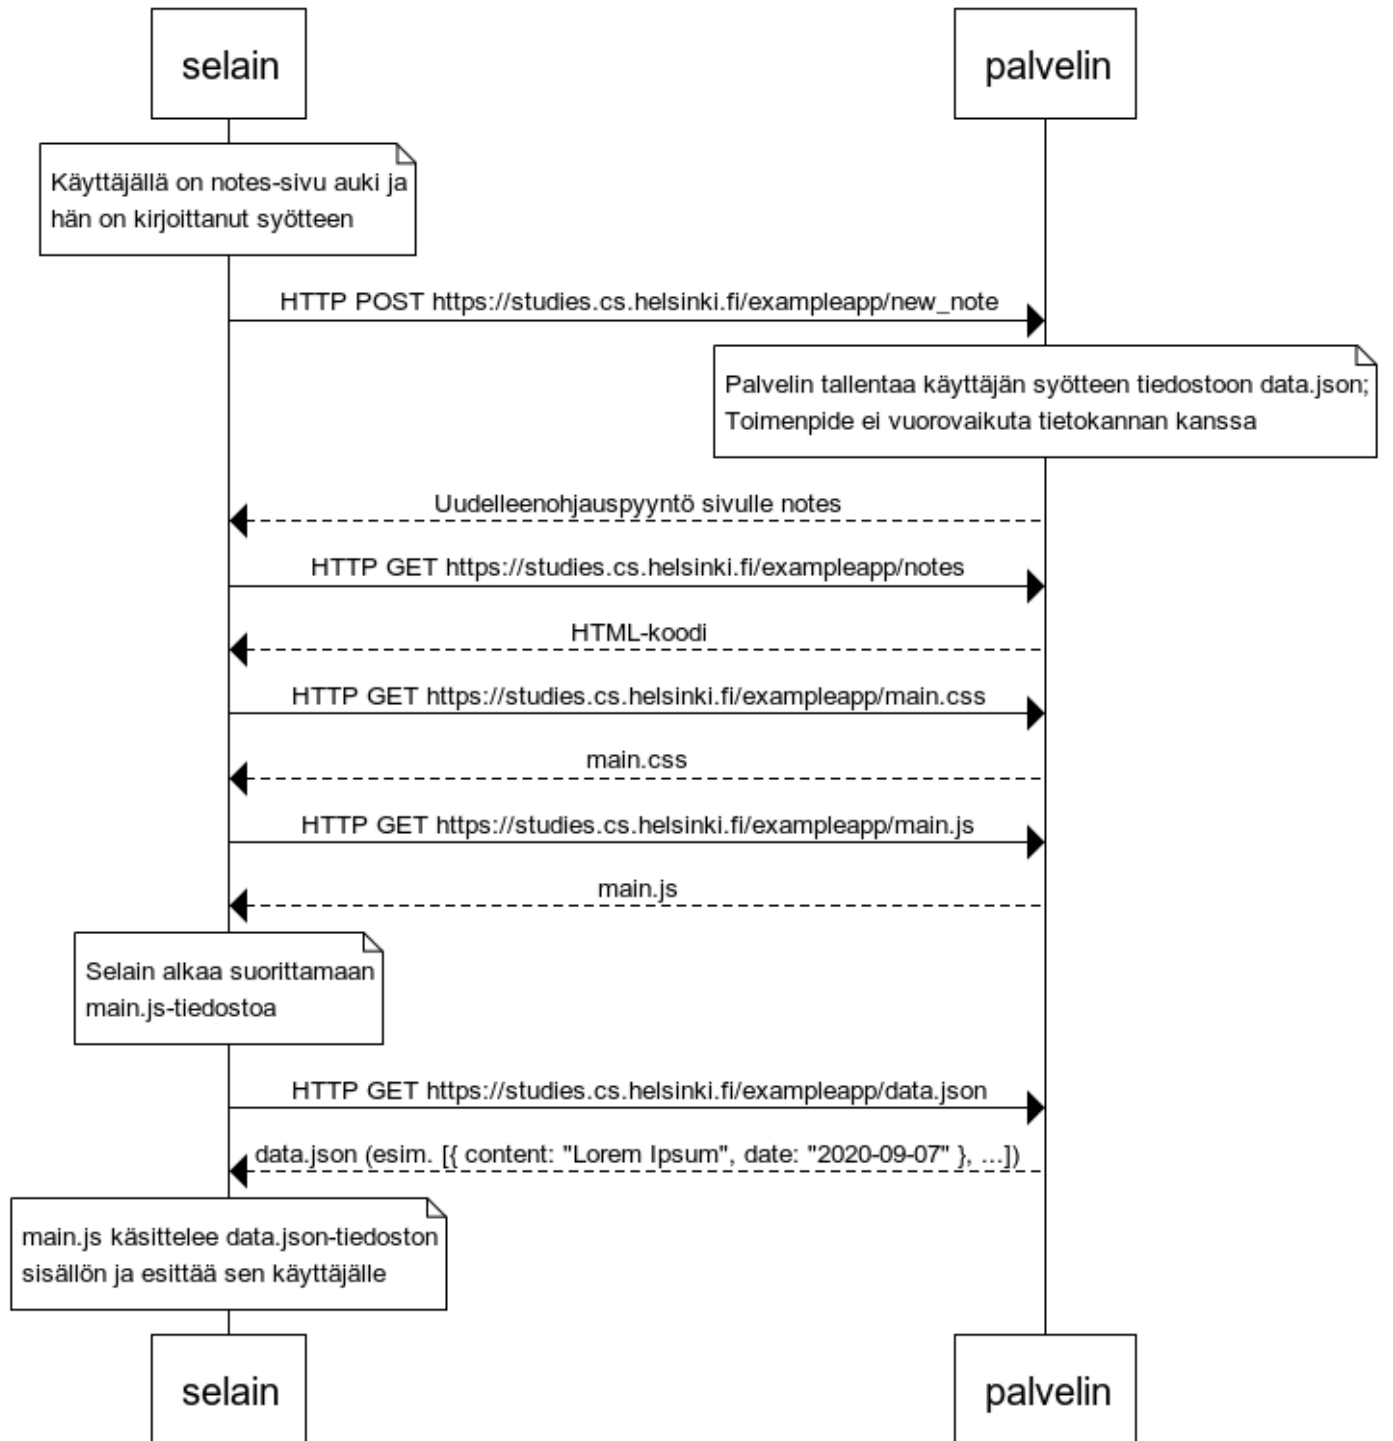 selain
palvelin
Käyttäjällä on notes-sivu auki ja
hän on kirjoittanut syötteen
HTTP POST https://studies.cs.helsinki.fi/exampleapp/new_note
Palvelin tallentaa käyttäjän syötteen tiedostoon data.json;
Toimenpide ei vuorovaikuta tietokannan kanssa
Uudelleenohjauspyyntö sivulle notes
HTTP GET https://studies.cs.helsinki.fi/exampleapp/notes
HTML-koodi
HTTP GET https://studies.cs.helsinki.fi/exampleapp/main.css
main.css
HTTP GET https://studies.cs.helsinki.fi/exampleapp/main.js
main.js
Selain alkaa suorittamaan
main.js-tiedostoa
HTTP GET https://studies.cs.helsinki.fi/exampleapp/data.json
data.json (esim. [{ content: "Lorem Ipsum", date: "2020-09-07" }, ...])
main.js käsittelee data.json-tiedoston
sisällön ja esittää sen käyttäjälle
selain
palvelin